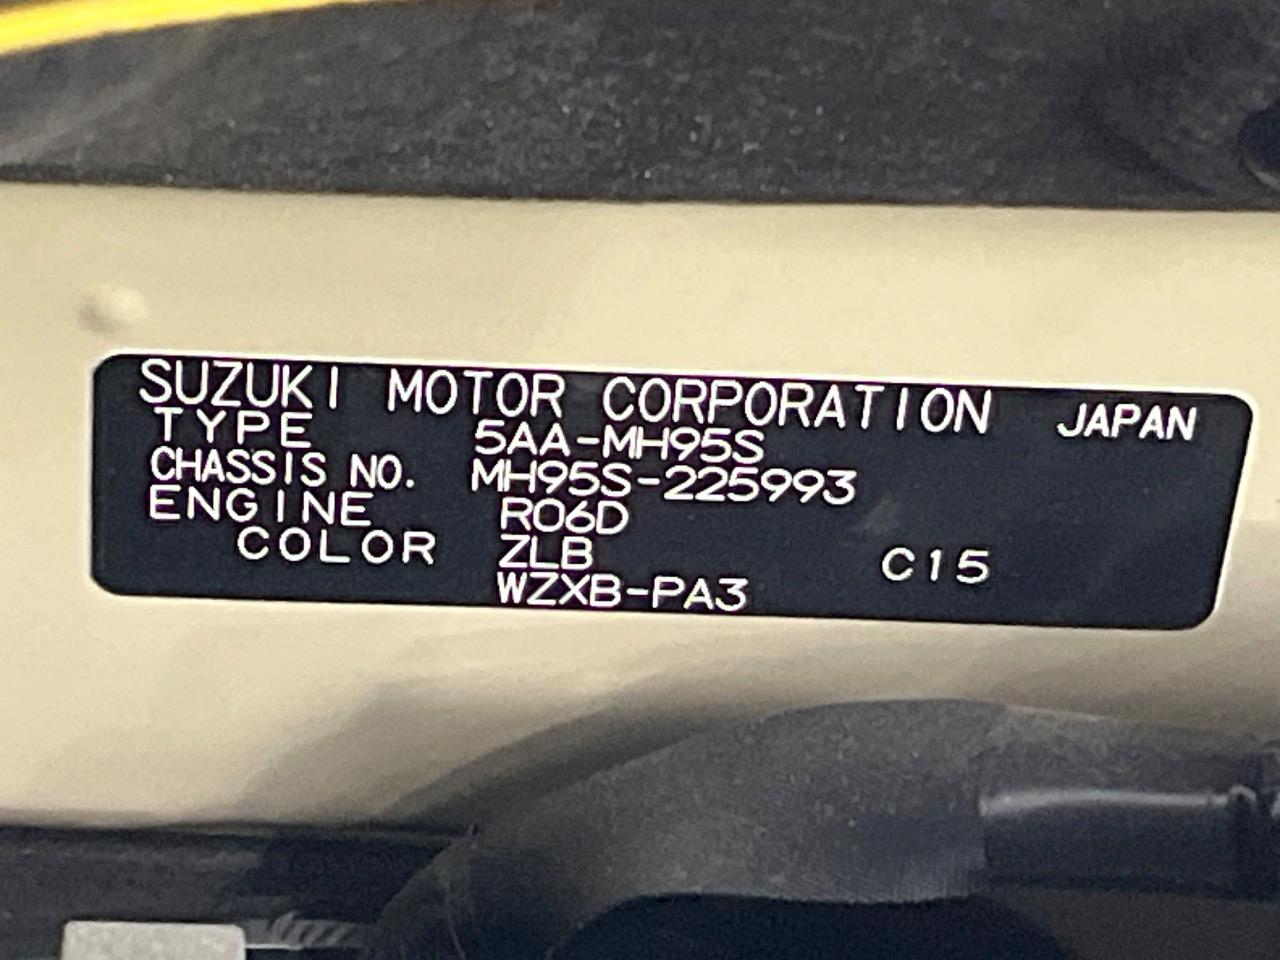 SUZUKI MOTOR CORPORATION JAPAN
TYPE 5AA-MH95S
CHASSIS NO. MH95S-225993
ENGINE R06D
COLOR ZLB C15
WZXB-PA3